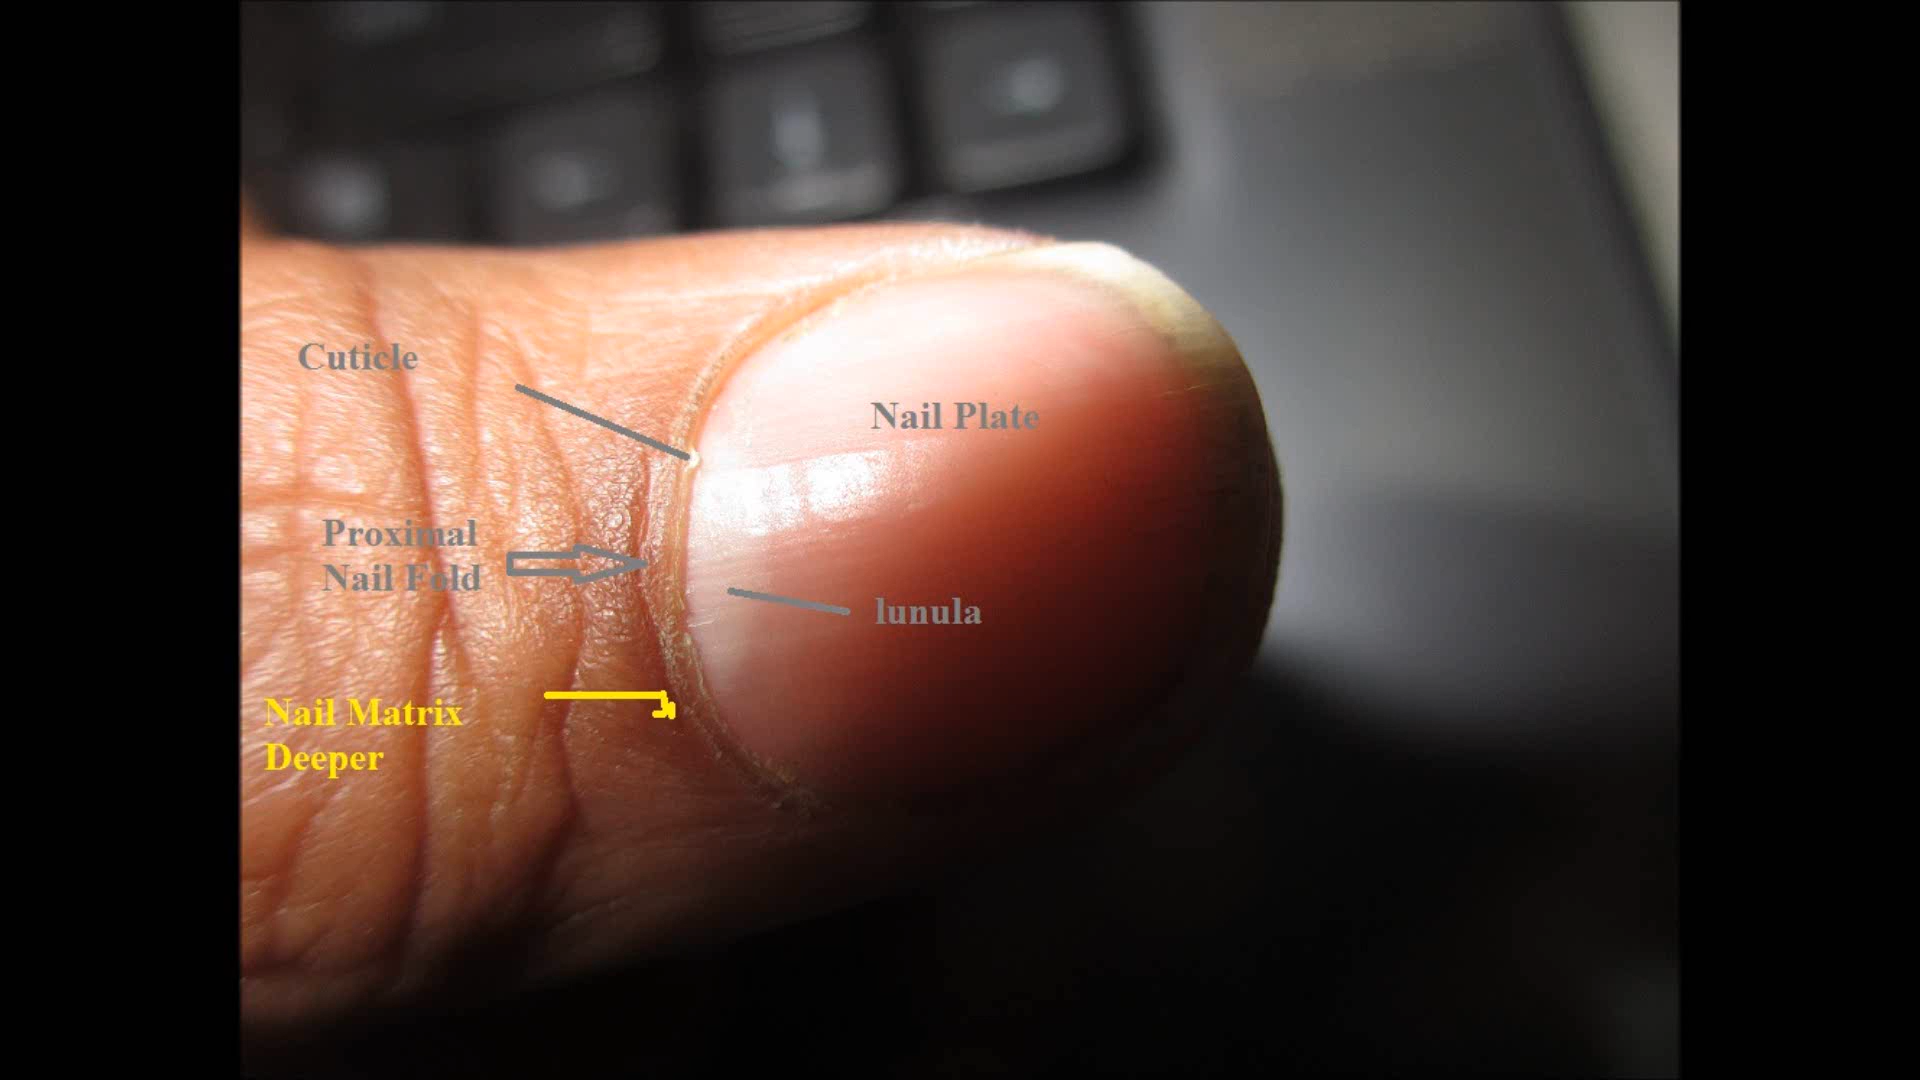 Cuticle
Nail Plate
Proximal
Nail Fold
lunula
Nail Matrix
Deeper